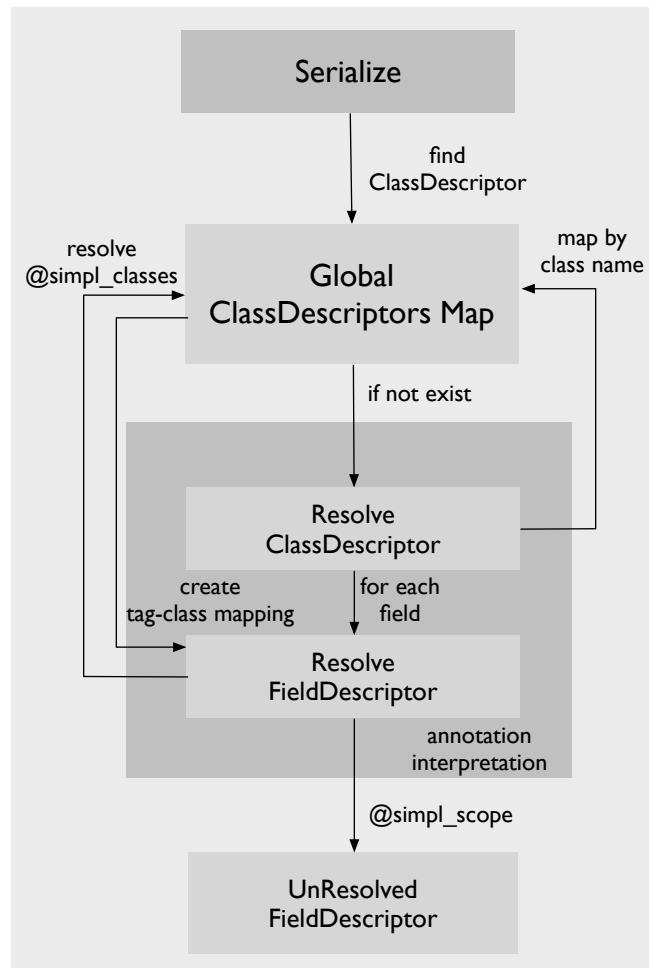 Serialize
find
ClassDescriptor
resolve
@simpl_classes
map by
class name
Global
ClassDescriptors Map
if not exist
Resolve
ClassDescriptor
create
tag-class mapping
for each
field
Resolve
FieldDescriptor
annotation
interpretation
@simpl_scope
UnResolved
FieldDescriptor